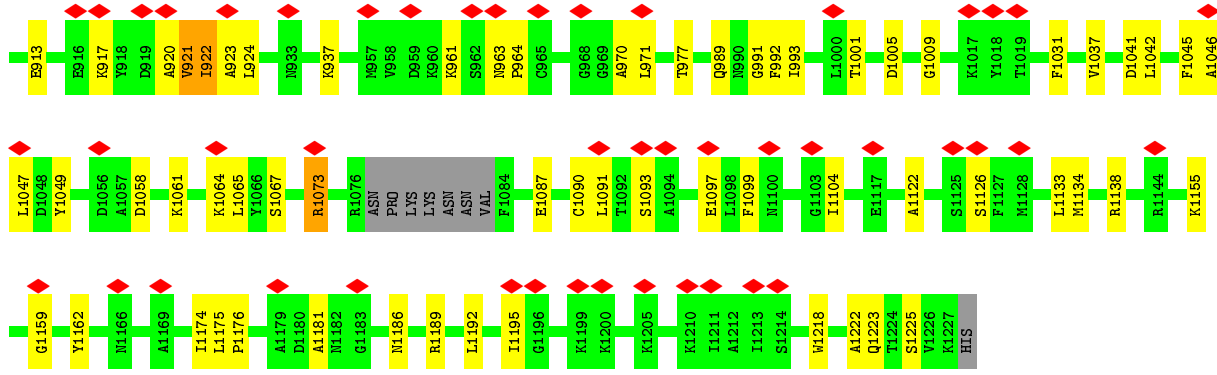 E913 E916 K917 Y918 D919 A920 V921 I922 A923 L924 N933 K937 M957 V958 D959 K960 K961 S962 N963 P964 C965 G968 G969 A970 L971 T977 Q989 N990 G991 F992 I993 L1000 T1001 D1005 G1009 K1017 Y1018 T1019 F1031 V1037 D1041 L1042 F1045 A1046
L1047 D1048 Y1049 D1056 A1057 D1058 K1061 K1064 L1065 Y1066 S1067 R1073 R1076 ASN PRO LYS LYS ASN ASN VAL F1084 E1087 C1090 L1091 T1092 S1093 A1094 E1097 L1098 F1099 N1100 G1103 I1104 E1117 A1122 S1125 S1126 F1127 M1128 L1133 M1134 R1138 R1144 K1155
G1159 Y1162 N1166 A1169 I1174 L1175 P1176 A1179 D1180 A1181 N1182 G1183 N1186 R1189 L1192 I1195 G1196 K1199 K1200 K1205 K1210 I1211 A1212 I1213 S1214 W1218 A1222 Q1223 T1224 S1225 V1226 K1227 HIS